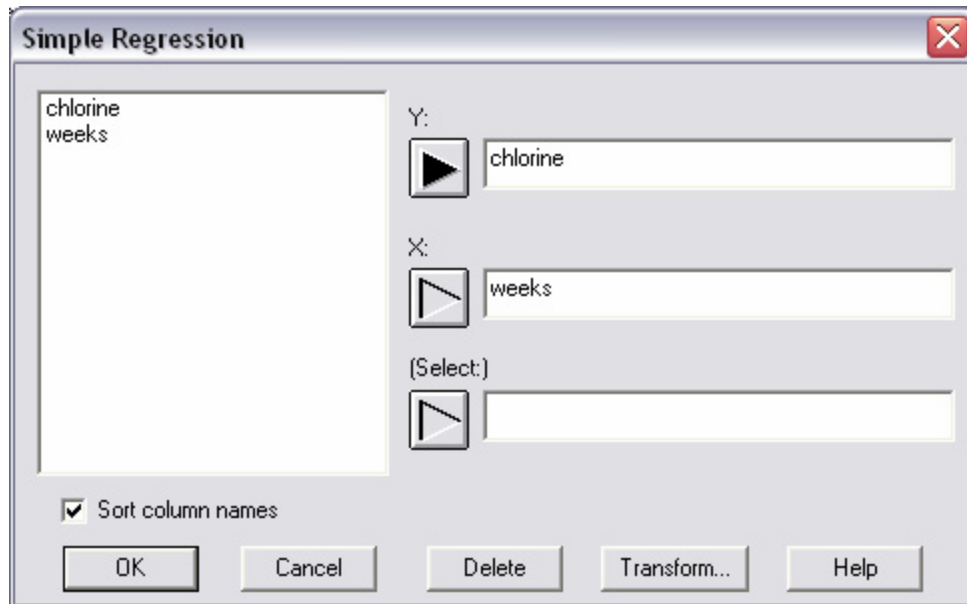 Simple Regression
chlorine
weeks
Y:
chlorine
X:
weeks
(Select:)
Sort column names
OK
Cancel
Delete
Transform...
Help